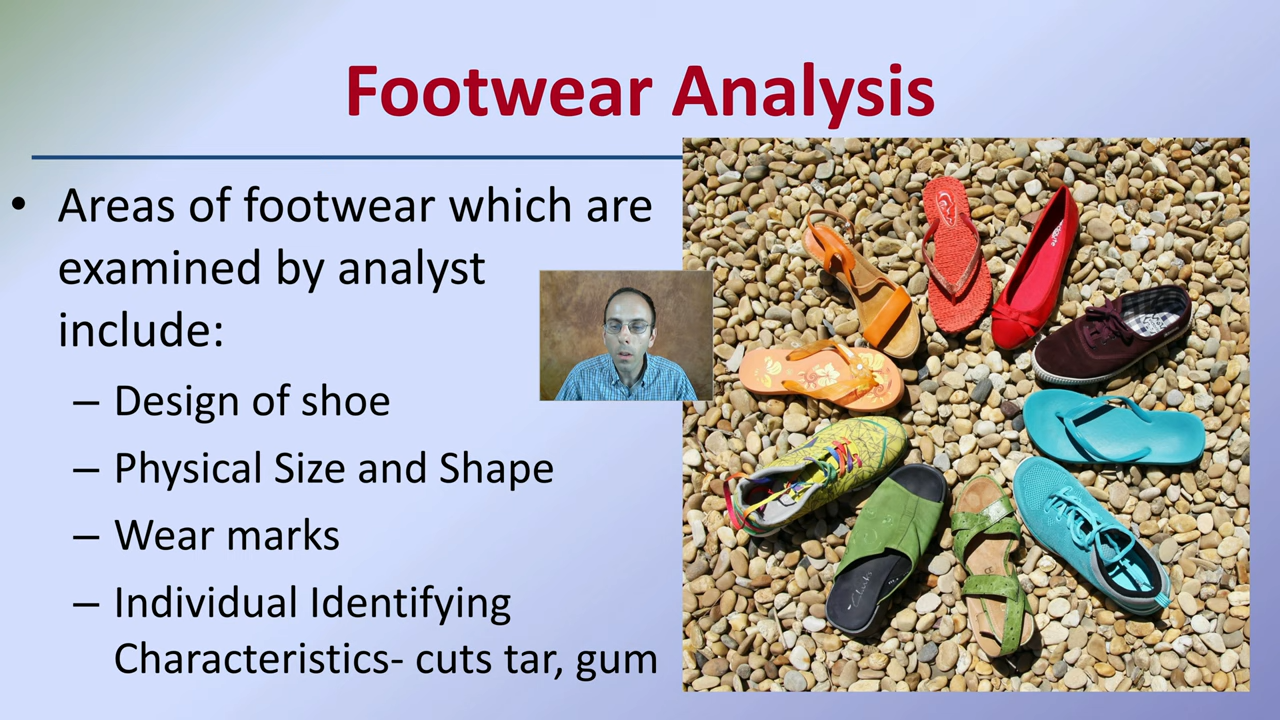 Footwear Analysis
• Areas of footwear which are
examined by analyst
include:
– Design of shoe
– Physical Size and Shape
– Wear marks
– Individual Identifying
Characteristics- cuts tar, gum
Clarks